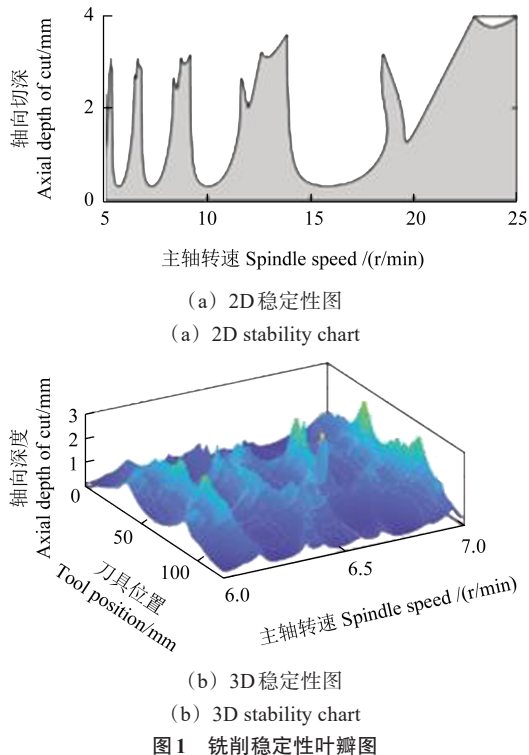 4
2
0
轴向切深
Axial depth of cut/mm
5 10 15 20 25
主轴转速 Spindle speed /(r/min)
（a）2D稳定性图
（a）2D stability chart
3
2
1
0
轴向深度
Axial depth of cut/mm
50
100
刀具位置
Tool position/mm
6.0
6.5
7.0
主轴转速 Spindle speed /(r/min)
（b）3D稳定性图
（b）3D stability chart
图1 铣削稳定性叶瓣图